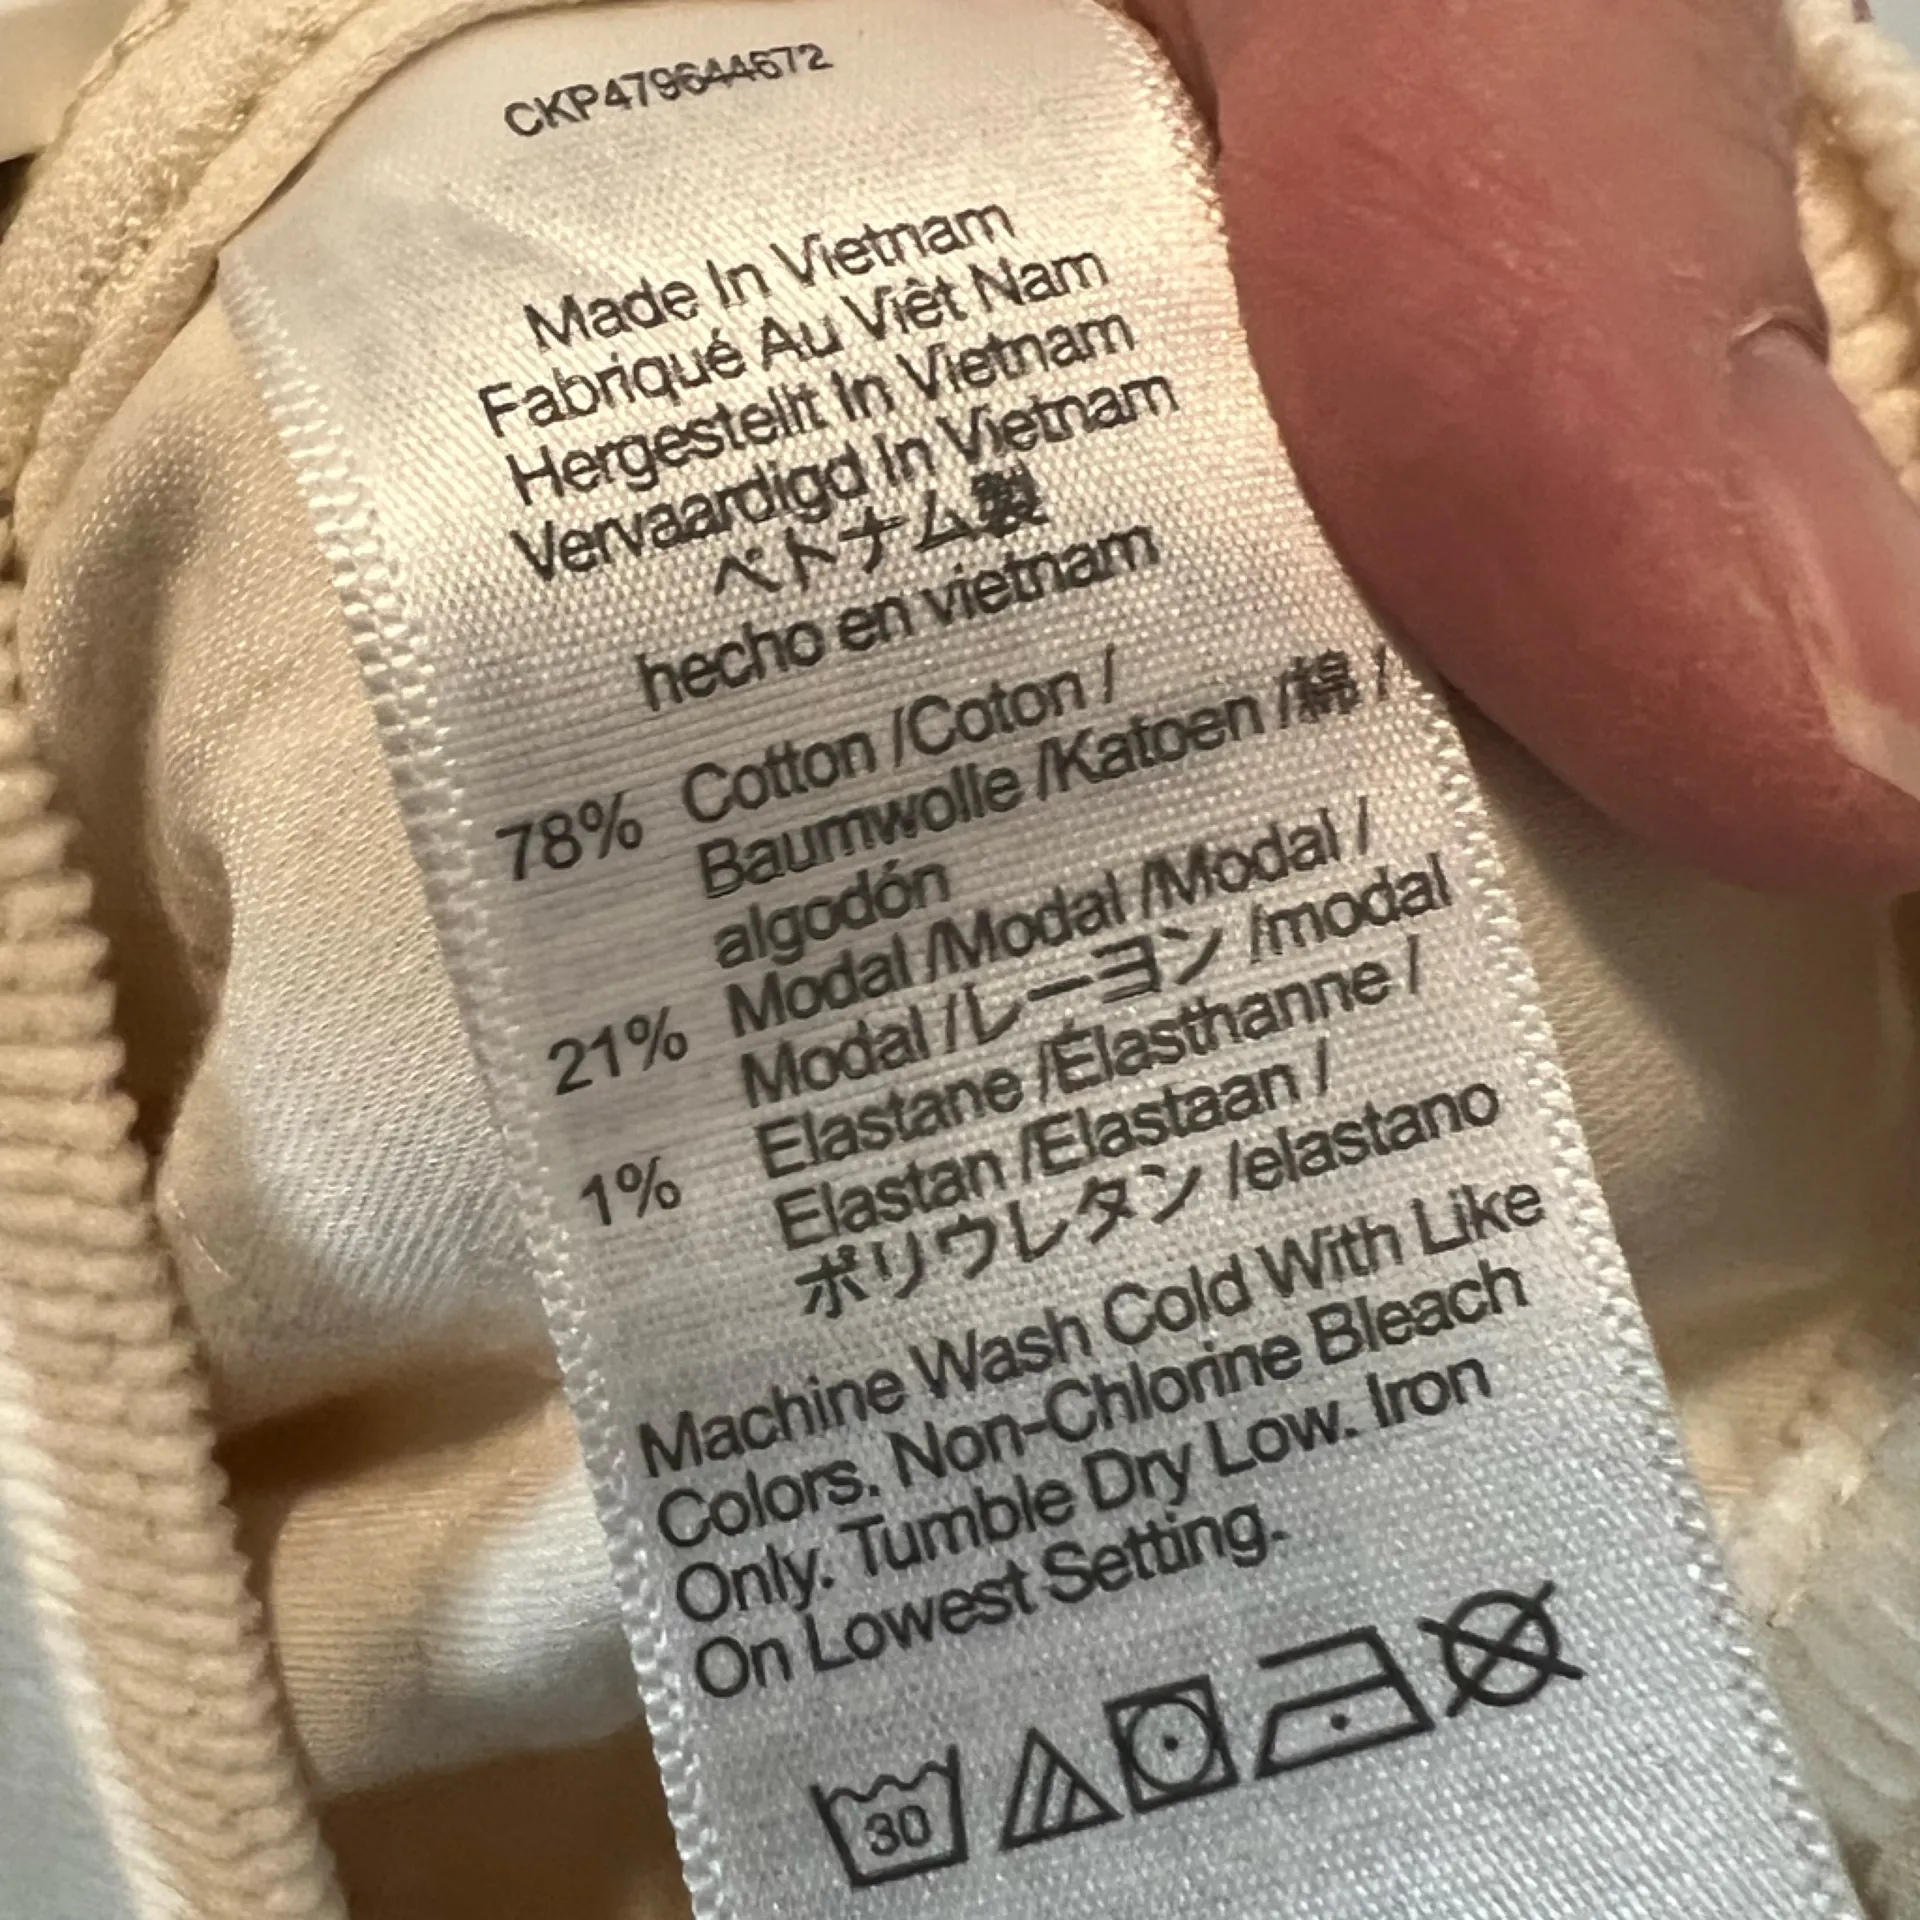 CKP479644572
Made In Vietnam
Fabriqué Au Viêt Nam
Hergestellt In Vietnam
Vervaardigd In Vietnam
ベトナム製
hecho en vietnam
78% Cotton /Coton /
Baumwolle /Katoen /綿 /
algodón
21% Modal /Modal /Modal /
Modal /レーヨン /modal
1% Elastane /Élasthanne /
Elastan /Elastaan /
ポリウレタン /elastano
Machine Wash Cold With Like
Colors. Non-Chlorine Bleach
Only. Tumble Dry Low. Iron
On Lowest Setting.
30